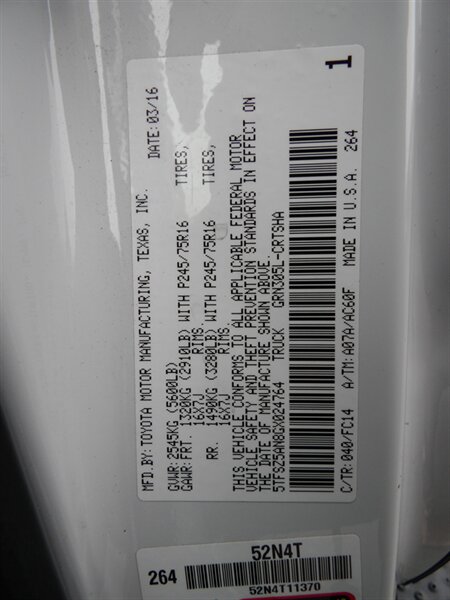 MFD.BY:TOYOTA MOTOR MANUFACTURING, TEXAS, INC. DATE:03/16
GVWR:2545KG(5600LB)
GAWR:FRT. 1320KG(2910LB) WITH P245/75R16 TIRES,
16X7J RIMS.
RR. 1490KG(3280LB) WITH P245/75R16 TIRES,
16X7J RIMS.
THIS VEHICLE CONFORMS TO ALL APPLICABLE FEDERAL MOTOR
VEHICLE SAFETY AND THEFT PREVENTION STANDARDS IN EFFECT ON
THE DATE OF MANUFACTURE SHOWN ABOVE.
5TFSZ5AN8GX024764 TRUCK GRN305L-CRTSHA
C/TR:040/FC14 A/TM:A07A/AC60F MADE IN U.S.A. 264
1
264 52N4T
52N4T11370